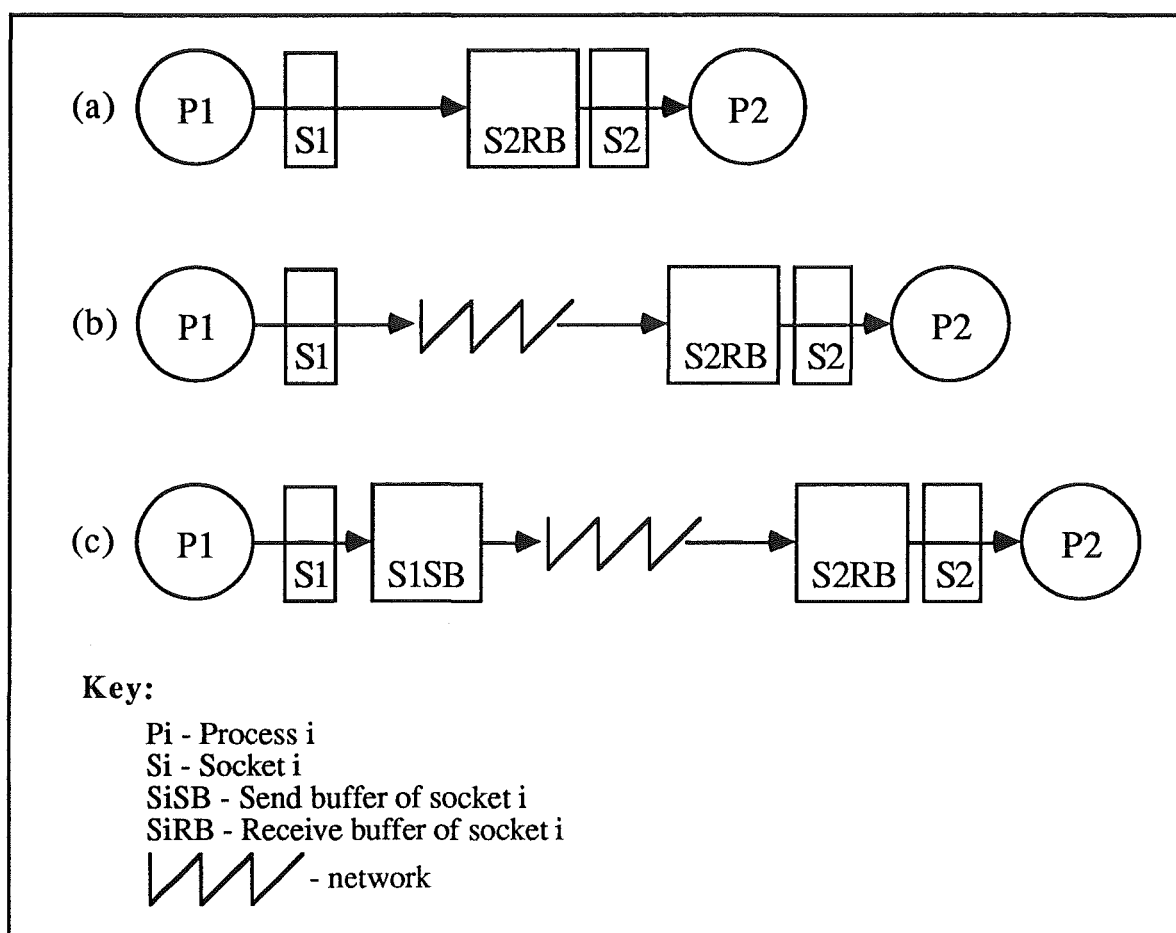 (a) P1 S1 S2RB S2 P2
(b) P1 S1 S2RB S2 P2
(c) P1 S1 S1SB S2RB S2 P2
Key:
Pi - Process i
Si - Socket i
SiSB - Send buffer of socket i
SiRB - Receive buffer of socket i
- network